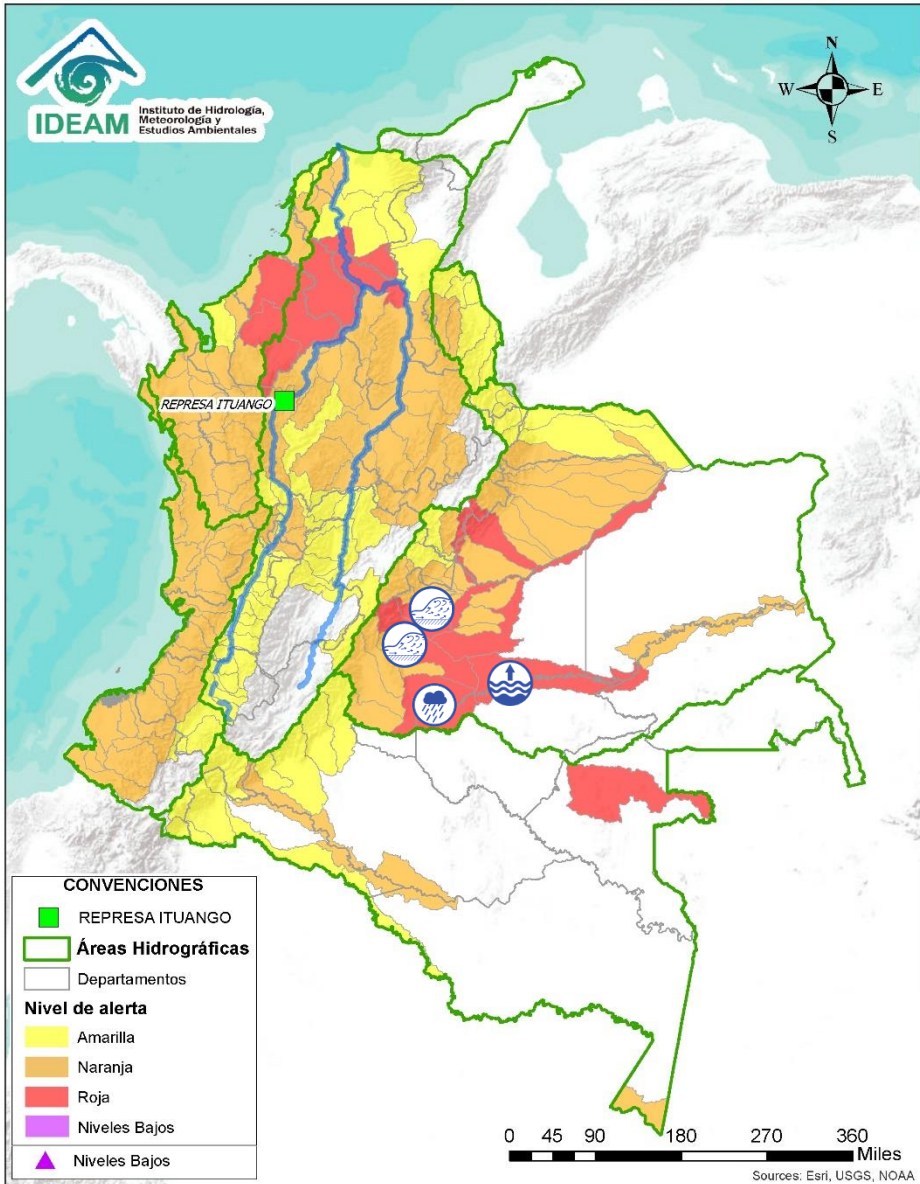 IDEAM
Instituto de Hidrología,
Meteorología y
Estudios Ambientales
N
W
E
S
REPRESA ITUANGO
CONVENCIONES
REPRESA ITUANGO
Áreas Hidrográficas
Departamentos
Nivel de alerta
Amarilla
Naranja
Roja
Niveles Bajos
Niveles Bajos
0 45 90 180 270 360
Miles
Sources: Esri, USGS, NOAA